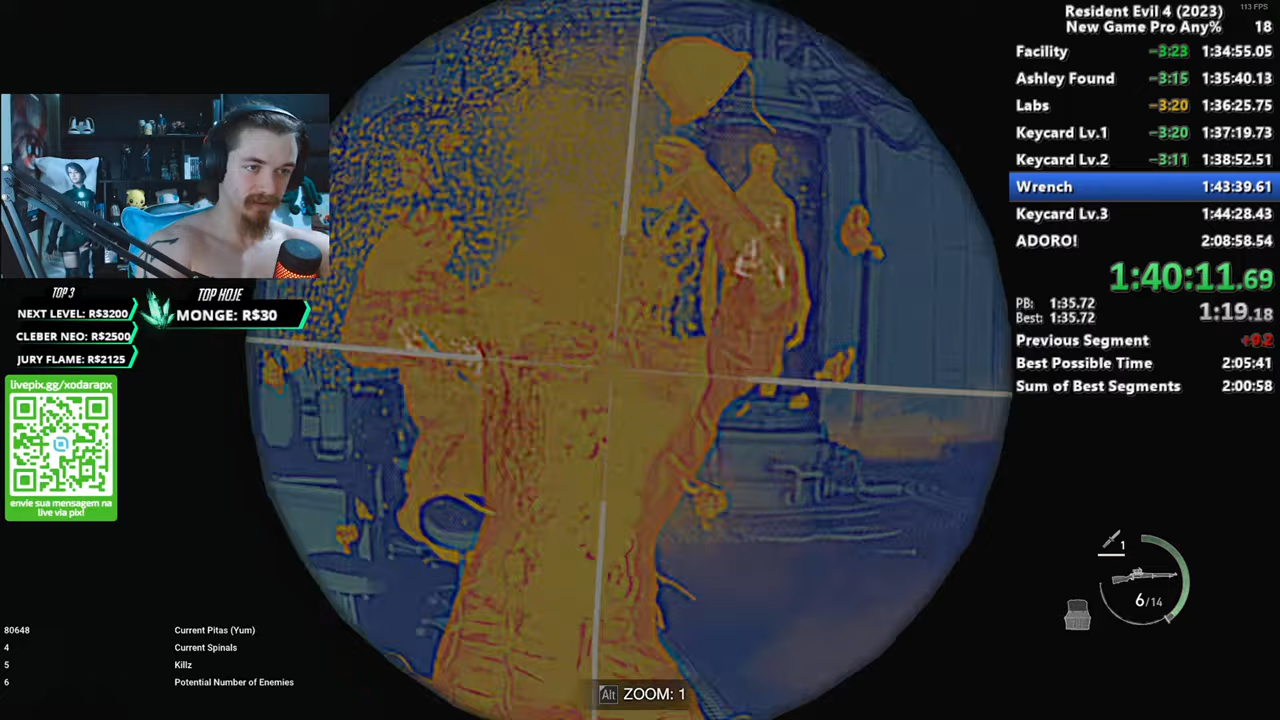 113 FPS
Resident Evil 4 (2023)
New Game Pro Any% 18
Facility -3:23 1:34:55.05
Ashley Found -3:15 1:35:40.13
Labs -3:20 1:36:25.75
Keycard Lv.1 -3:20 1:37:19.73
Keycard Lv.2 -3:11 1:38:52.51
Wrench 1:43:39.61
Keycard Lv.3 1:44:28.43
ADORO! 2:08:58.54
1:40:11.69
PB: 1:35.72
Best: 1:35.72
1:19.18
Previous Segment +9.2
Best Possible Time 2:05:41
Sum of Best Segments 2:00:58
TOP 3
NEXT LEVEL: R$3200
CLEBER NEO: R$2500
JURY FLAME: R$2125
TOP HOJE
MONGE: R$30
livepix.gg/xodarapx
envie sua mensagem na
live via pix!
80648 Current Pitas (Yum)
4 Current Spinals
5 Killz
6 Potential Number of Enemies
1
6/14
Alt ZOOM: 1